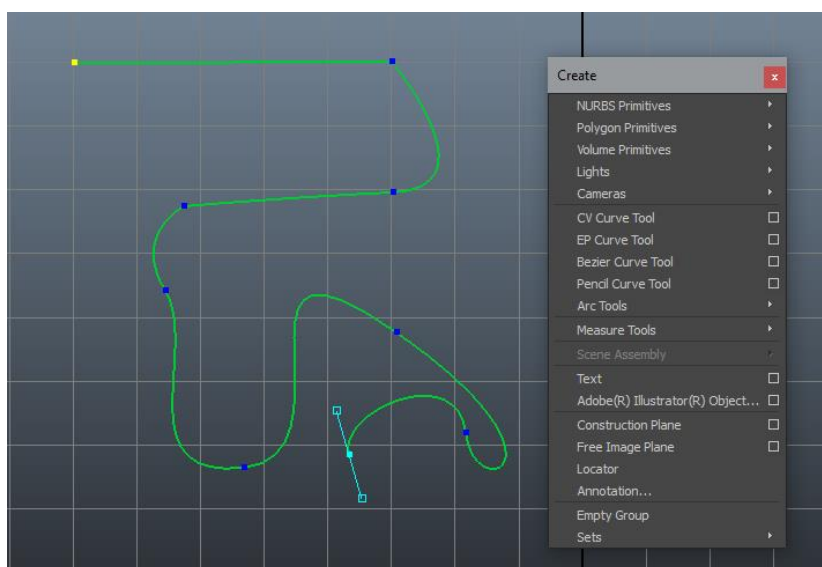 Create
x
NURBS Primitives
Polygon Primitives
Volume Primitives
Lights
Cameras
CV Curve Tool
EP Curve Tool
Bezier Curve Tool
Pencil Curve Tool
Arc Tools
Measure Tools
Scene Assembly
Text
Adobe(R) Illustrator(R) Object...
Construction Plane
Free Image Plane
Locator
Annotation...
Empty Group
Sets